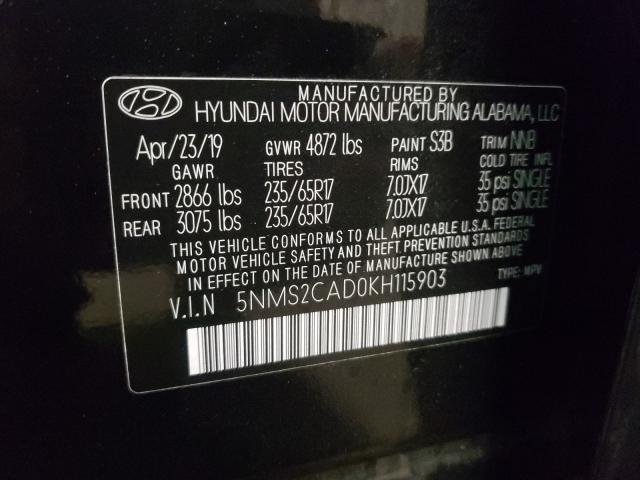 MANUFACTURED BY
HYUNDAI MOTOR MANUFACTURING ALABAMA, LLC
Apr/23/19 GVWR 4872 lbs PAINT S3B TRIM NNB
GAWR TIRES RIMS COLD TIRE INFL
FRONT 2866 lbs 235/65R17 7.0JX17 35 psi SINGLE
REAR 3075 lbs 235/65R17 7.0JX17 35 psi SINGLE
THIS VEHICLE CONFORMS TO ALL APPLICABLE U.S.A. FEDERAL
MOTOR VEHICLE SAFETY AND THEFT PREVENTION STANDARDS
IN EFFECT ON THE DATE OF MANUFACTURE SHOWN ABOVE
V.I.N 5NMS2CAD0KH115903 TYPE: MPV